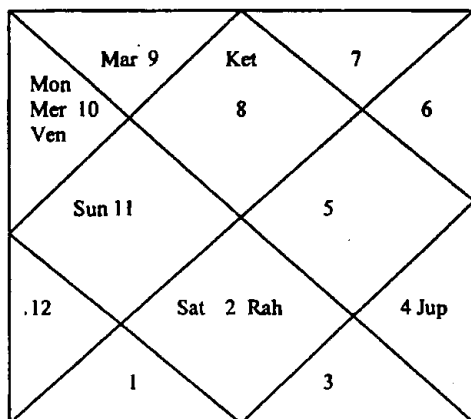 Mar 9 Ket 7
Mon
Mer 10 8 6
Ven
Sun 11 5
.12 Sat 2 Rah 4 Jup
1 3